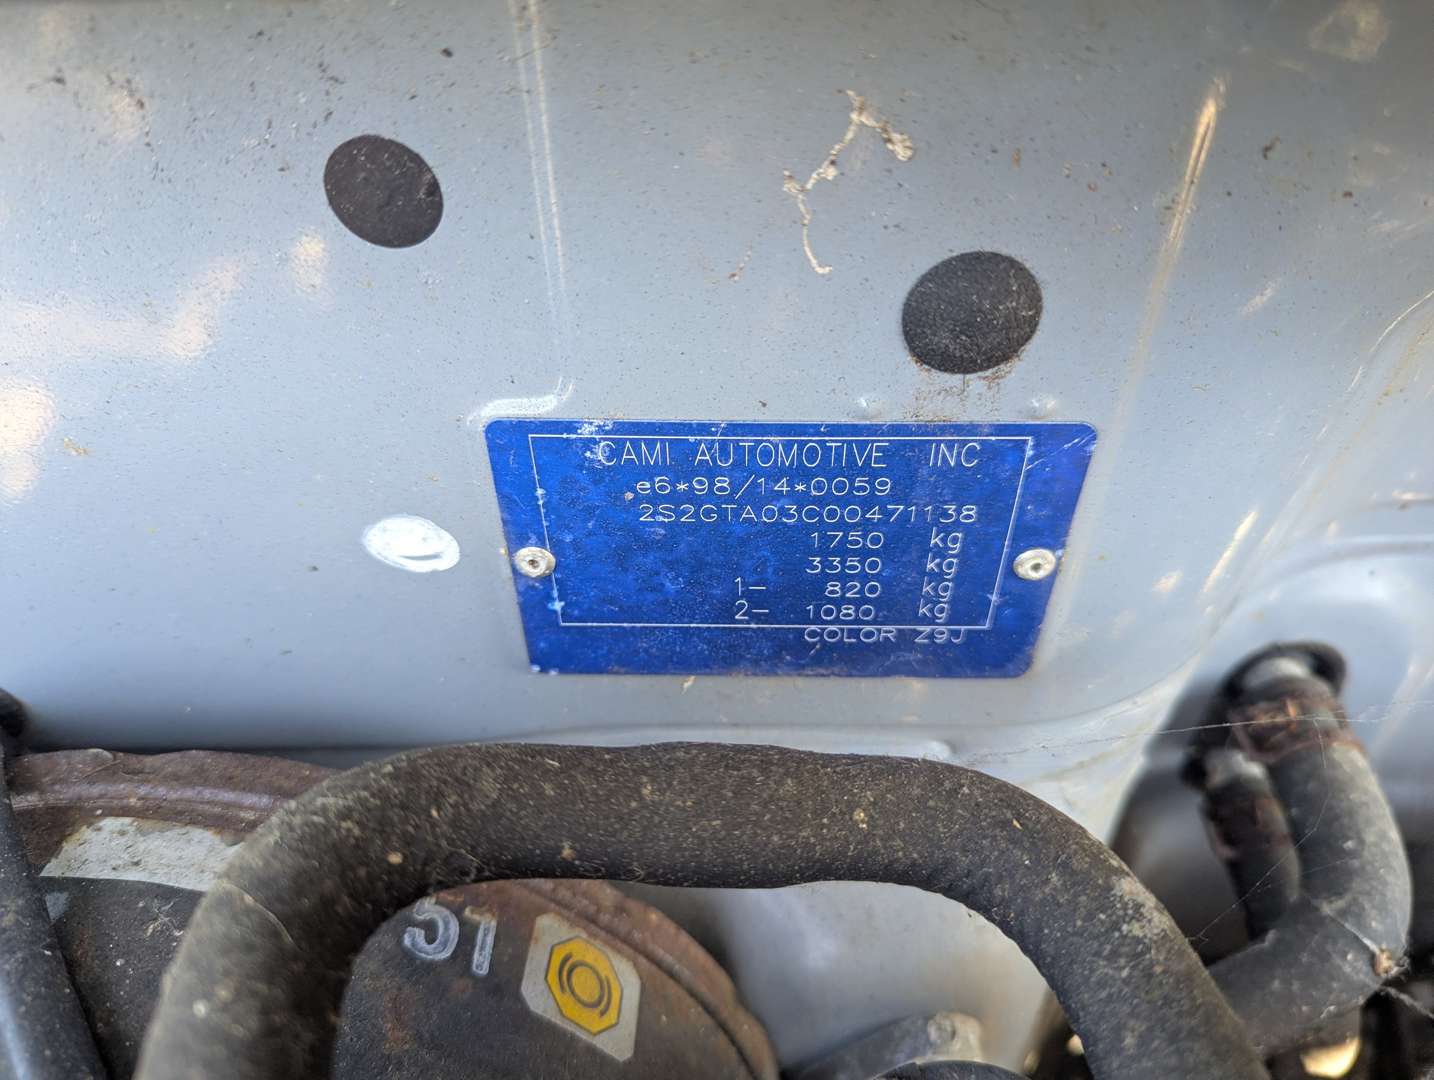 CAMI AUTOMOTIVE INC
e6*98/14*0059
2S2GTA03C00471138
1750 kg
3350 kg
1- 820 kg
2- 1080 kg
COLOR Z9J
51